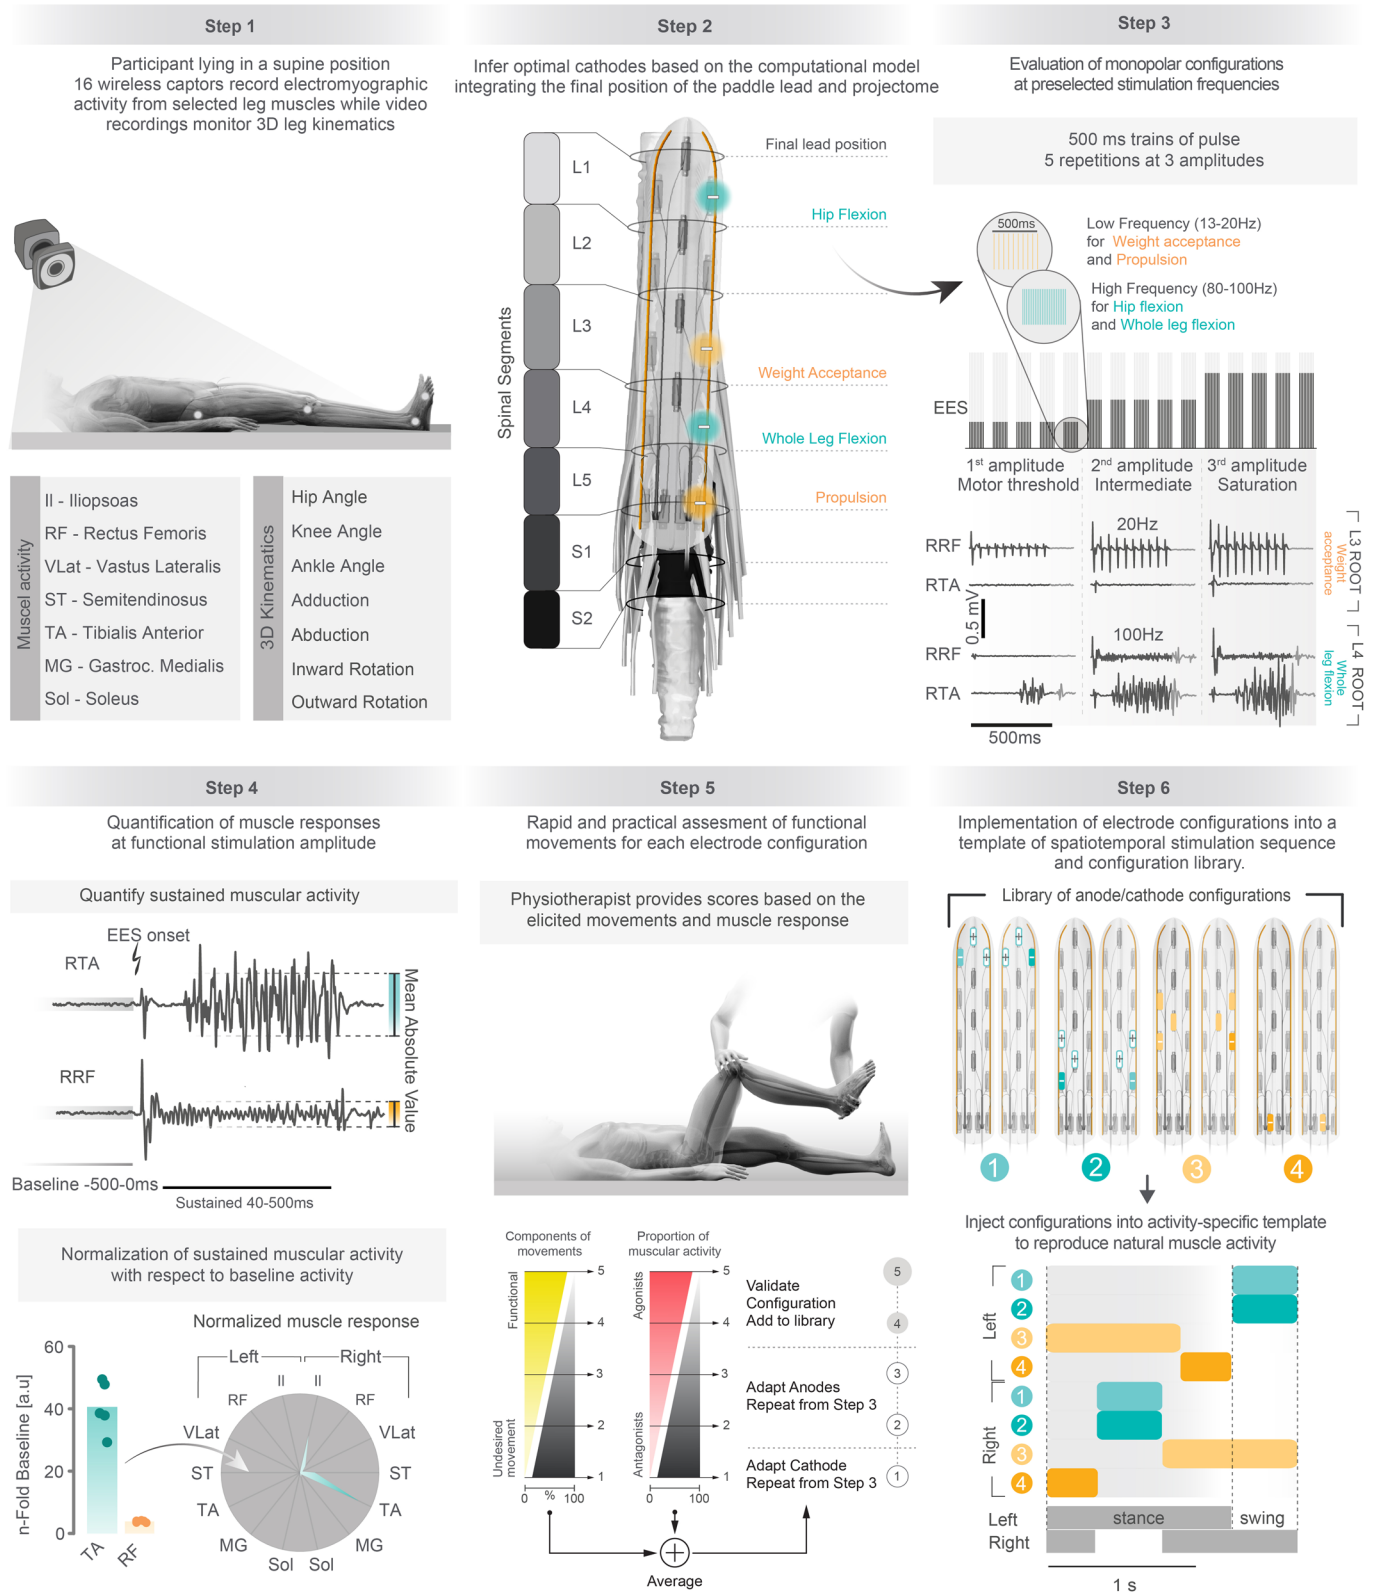 Step 1
Participant lying in a supine position
16 wireless captors record electromyographic
activity from selected leg muscles while video
recordings monitor 3D leg kinematics
Muscel activity
Il - Iliopsoas
RF - Rectus Femoris
VLat - Vastus Lateralis
ST - Semitendinosus
TA - Tibialis Anterior
MG - Gastroc. Medialis
Sol - Soleus
3D Kinematics
Hip Angle
Knee Angle
Ankle Angle
Adduction
Abduction
Inward Rotation
Outward Rotation
Step 2
Infer optimal cathodes based on the computational model
integrating the final position of the paddle lead and projectome
Spinal Segments
L1
L2
L3
L4
L5
S1
S2
Final lead position
Hip Flexion
Weight Acceptance
Whole Leg Flexion
Propulsion
Step 3
Evaluation of monopolar configurations
at preselected stimulation frequencies
500 ms trains of pulse
5 repetitions at 3 amplitudes
500ms
Low Frequency (13-20Hz)
for Weight acceptance
and Propulsion
High Frequency (80-100Hz)
for Hip flexion
and Whole leg flexion
EES
1st amplitude
Motor threshold
2nd amplitude
Intermediate
3rd amplitude
Saturation
RRF
20Hz
RTA
L3 ROOT
Weight
acceptance
0.5 mV
RRF
100Hz
RTA
L4 ROOT
Whole
leg flexion
500ms
Step 4
Quantification of muscle responses
at functional stimulation amplitude
Quantify sustained muscular activity
EES onset
RTA
RRF
Mean Absolute Value
Baseline -500-0ms
Sustained 40-500ms
Normalization of sustained muscular activity
with respect to baseline activity
Normalized muscle response
n-Fold Baseline [a.u]
60
40
20
0
TA
RF
Left
Right
Il
Il
RF
RF
VLat
VLat
ST
ST
TA
TA
MG
MG
Sol
Sol
Step 5
Rapid and practical assesment of functional
movements for each electrode configuration
Physiotherapist provides scores based on the
elicited movements and muscle response
Components of
movements
Functional
Undesired
movement
5
4
3
2
1
0
%
100
Proportion of
muscular activity
Agonists
Antagonists
5
4
3
2
1
0
100
Validate
Configuration
Add to library
5
4
Adapt Anodes
Repeat from Step 3
3
2
Adapt Cathode
Repeat from Step 3
1
Average
Step 6
Implementation of electrode configurations into a
template of spatiotemporal stimulation sequence
and configuration library.
Library of anode/cathode configurations
1
2
3
4
Inject configurations into activity-specific template
to reproduce natural muscle activity
Left
1
2
3
4
Right
1
2
3
4
Left
stance
swing
Right
1 s